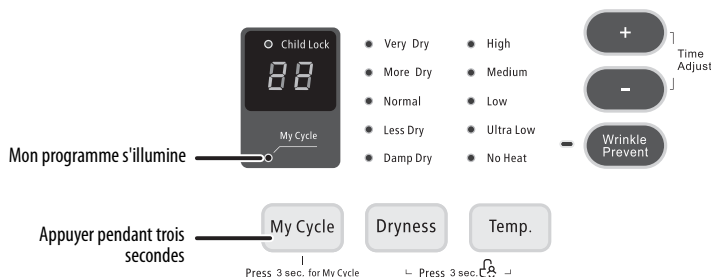 Child Lock
88
My Cycle
Very Dry
More Dry
Normal
Less Dry
Damp Dry
High
Medium
Low
Ultra Low
No Heat
+
-
Time
Adjust
Wrinkle
Prevent
Mon programme s'illumine
Appuyer pendant trois
secondes
My Cycle
Dryness
Temp.
Press 3 sec. for My Cycle
Press 3 sec.